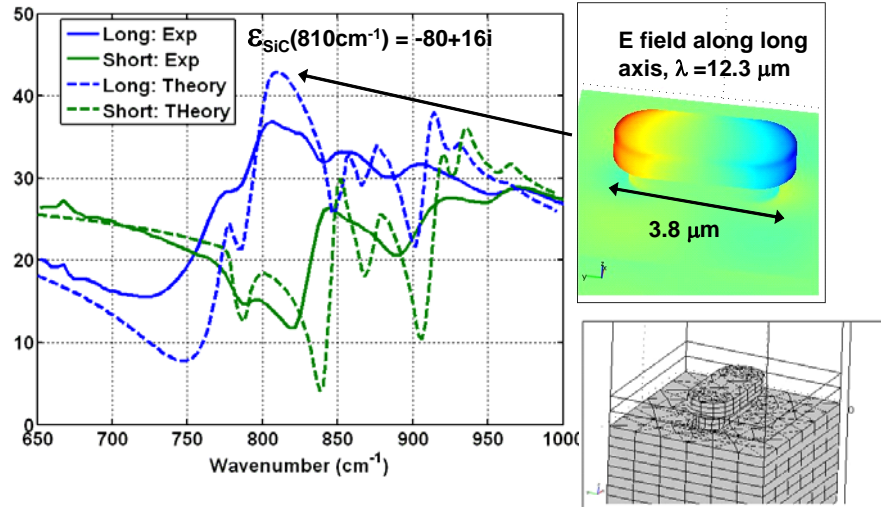 Long: Exp
Short: Exp
Long: Theory
Short: THeory
ε_SiC(810cm⁻¹) = -80+16i
50
40
30
20
10
0
650
700
750
800
850
900
950
1000
Wavenumber (cm⁻¹)
E field along long
axis, λ =12.3 μm
3.8 μm
y
x